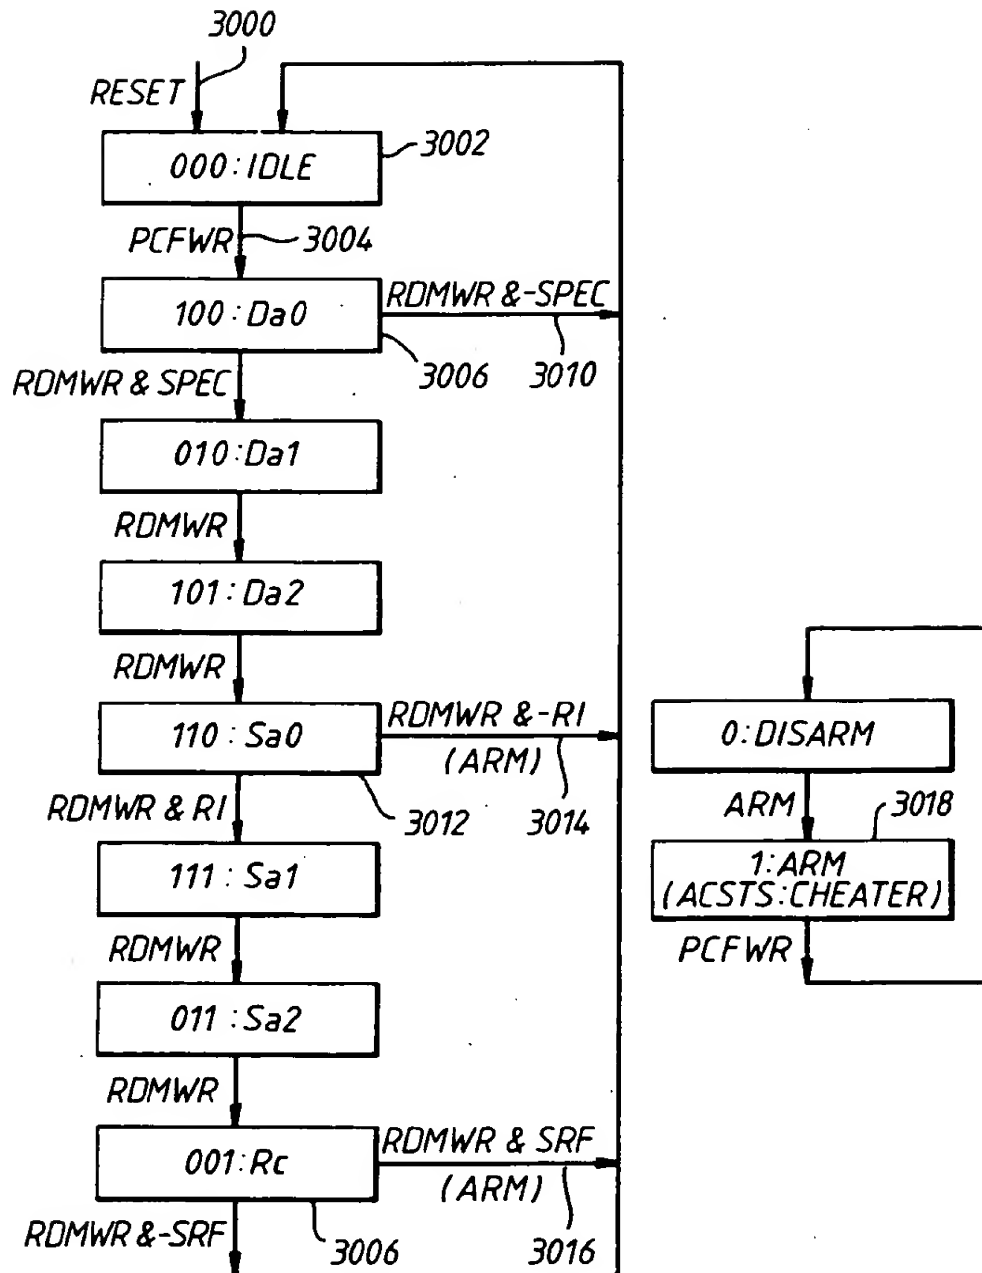 3000
RESET
000:IDLE
3002
PCFWR
3004
100:Da0
RDMWR &-SPEC
3006
3010
RDMWR & SPEC
010:Da1
RDMWR
101:Da2
RDMWR
110:Sa0
RDMWR &-RI
(ARM)
3012
3014
RDMWR & RI
111:Sa1
RDMWR
011:Sa2
RDMWR
001:Rc
RDMWR & SRF
(ARM)
3006
3016
RDMWR &-SRF
0:DISARM
ARM
3018
1:ARM
(ACSTS:CHEATER)
PCFWR